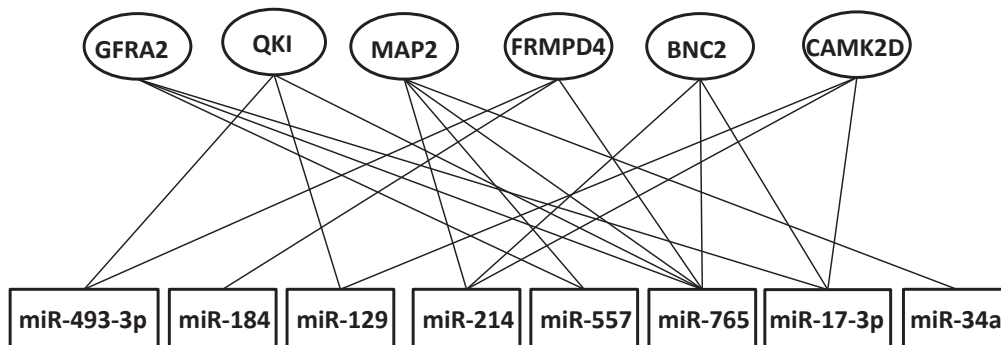 GFRA2 QKI MAP2 FRMPD4 BNC2 CAMK2D
miR-493-3p miR-184 miR-129 miR-214 miR-557 miR-765 miR-17-3p miR-34a